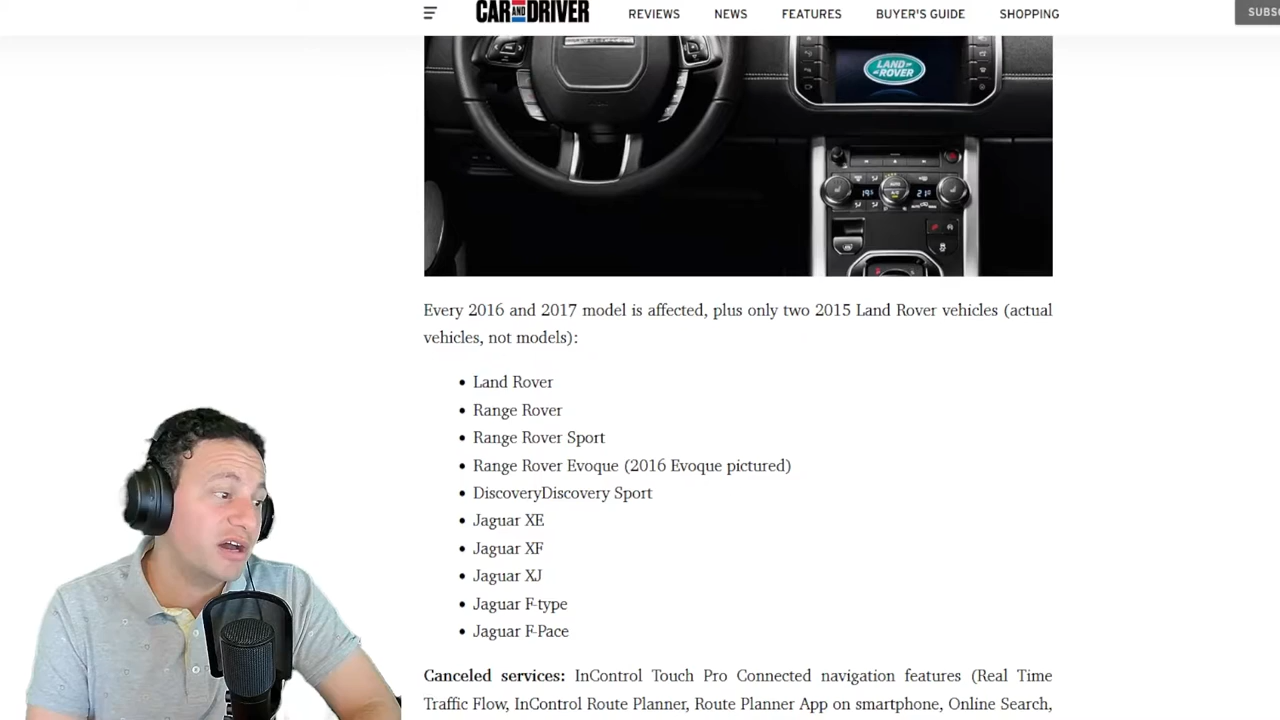 CAR AND DRIVER
REVIEWS NEWS FEATURES BUYER'S GUIDE SHOPPING
LAND ROVER
Every 2016 and 2017 model is affected, plus only two 2015 Land Rover vehicles (actual
vehicles, not models):
• Land Rover
• Range Rover
• Range Rover Sport
• Range Rover Evoque (2016 Evoque pictured)
• DiscoveryDiscovery Sport
• Jaguar XE
• Jaguar XF
• Jaguar XJ
• Jaguar F-type
• Jaguar F-Pace
Canceled services: InControl Touch Pro Connected navigation features (Real Time
Traffic Flow, InControl Route Planner, Route Planner App on smartphone, Online Search,